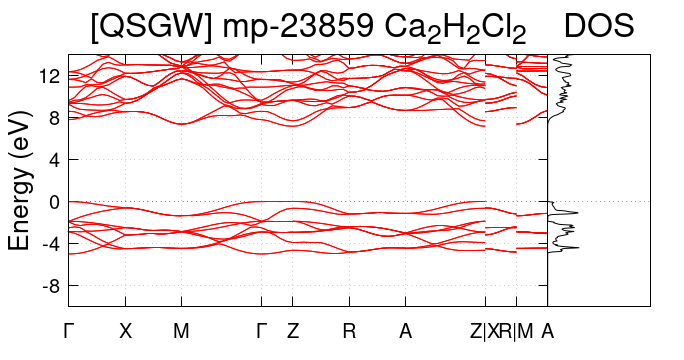 [QSGW] mp-23859 Ca₂H₂Cl₂ DOS
Energy (eV)
12
8
4
0
-4
-8
Γ X M Γ Z R A Z|XR|M A